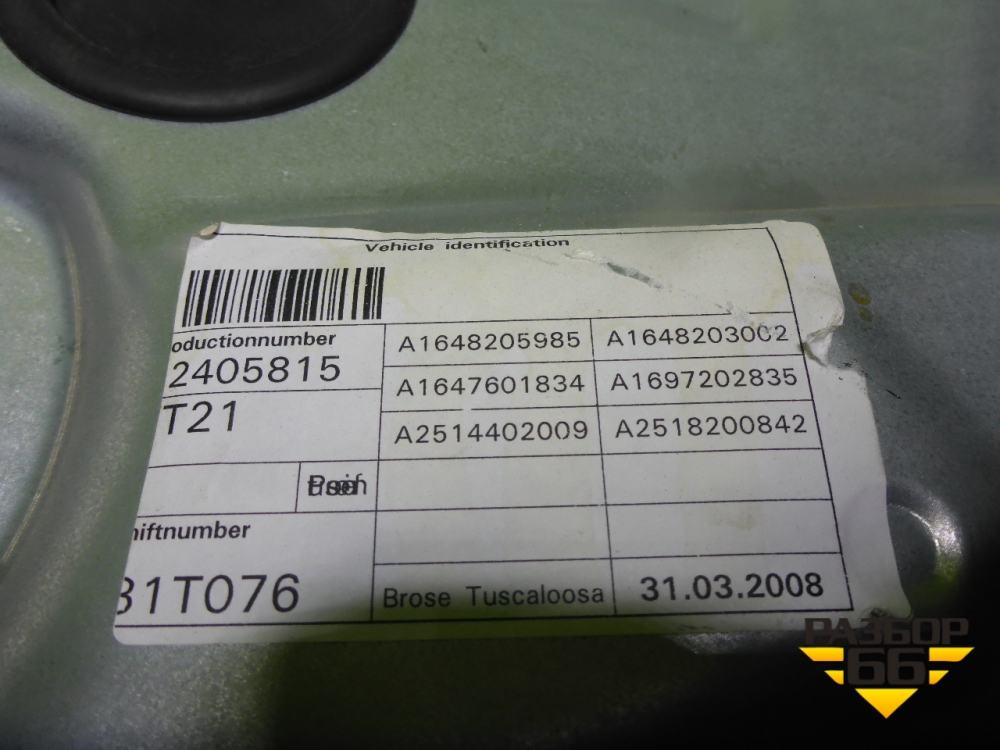 Vehicle identification
oductionnumber
2405815
T21
A1648205985 A1648203002
A1647601834 A1697202835
A2514402009 A2518200842
hiftnumber
31T076
Brose Tuscaloosa
31.03.2008
РАЗБОР
66